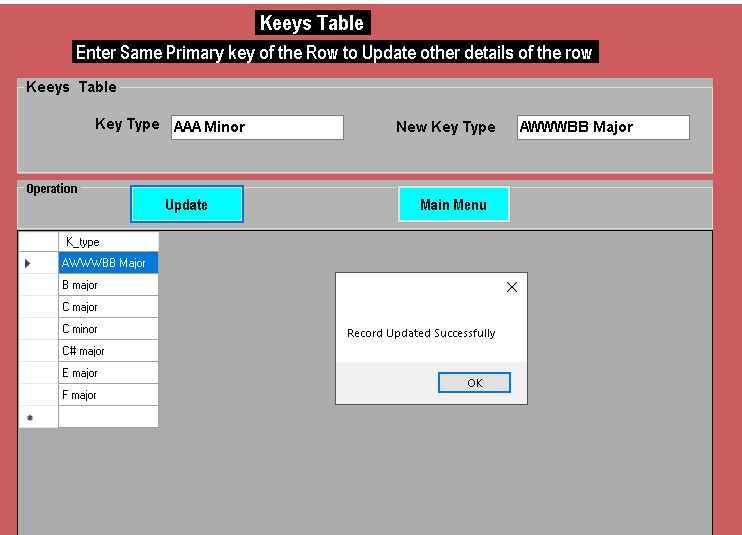 Keeys Table
Enter Same Primary key of the Row to Update other details of the row
Keeys Table
Key Type AAA Minor New Key Type AWWWBB Major
Operation
Update Main Menu
K_type
AWWWBB Major
B major
C major
C minor
C# major
E major
F major
Record Updated Successfully
OK